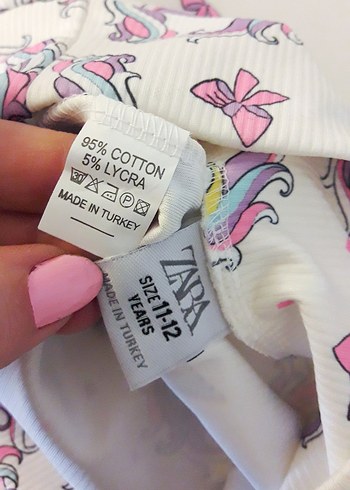 95% COTTON
5% LYCRA
MADE IN TURKEY
ZARA
SIZE 11-12
YEARS
MADE IN TURKEY